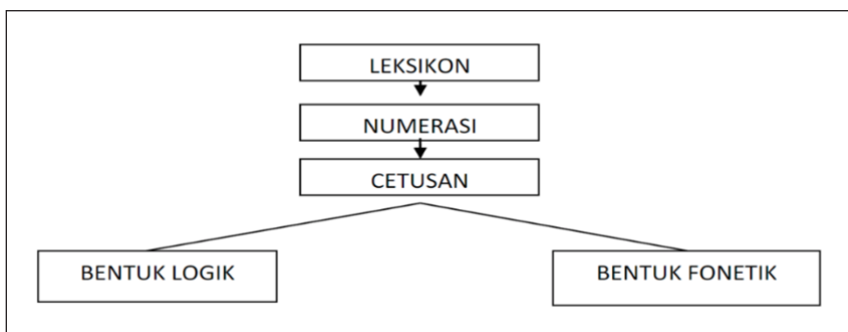 LEKSIKON
NUMERASI
CETUSAN
BENTUK LOGIK
BENTUK FONETIK